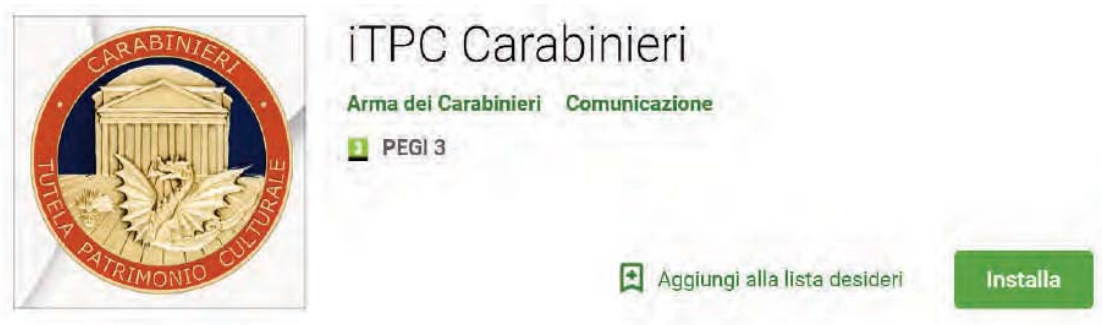 CARABINIERI
TUTELA PATRIMONIO CULTURALE
iTPC Carabinieri
Arma dei Carabinieri Comunicazione
3 PEGI 3
Aggiungi alla lista desideri
Installa